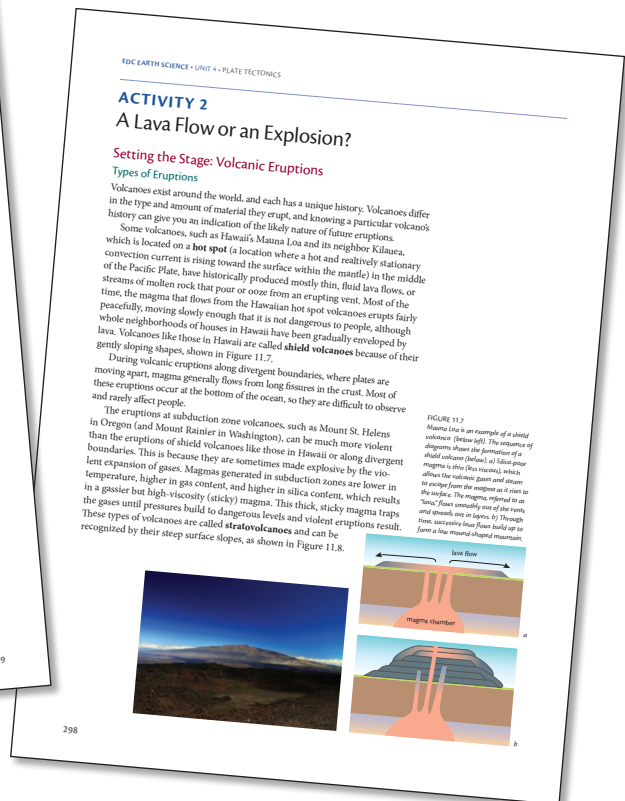 EDC EARTH SCIENCE • UNIT 4 • PLATE TECTONICS
ACTIVITY 2
A Lava Flow or an Explosion?
Setting the Stage: Volcanic Eruptions
Types of Eruptions
Volcanoes exist around the world, and each has a unique history. Volcanoes differ
in the type and amount of material they erupt, and knowing a particular volcano's
history can give you an indication of the likely nature of future eruptions.
Some volcanoes, such as Hawaii's Mauna Loa and its neighbor Kilauea,
which is located on a hot spot (a location where a hot and realtively stationary
convection current is rising toward the surface within the mantle) in the middle
of the Pacific Plate, have historically produced mostly thin, fluid lava flows, or
streams of molten rock that pour or ooze from an erupting vent. Most of the
time, the magma that flows from the Hawaiian hot spot volcanoes erupts fairly
peacefully, moving slowly enough that it is not dangerous to people, although
whole neighborhoods of houses in Hawaii have been gradually enveloped by
lava. Volcanoes like those in Hawaii are called shield volcanoes because of their
gently sloping shapes, shown in Figure 11.7.
During volcanic eruptions along divergent boundaries, where plates are
moving apart, magma generally flows from long fissures in the crust. Most of
these eruptions occur at the bottom of the ocean, so they are difficult to observe
and rarely affect people.
The eruptions at subduction zone volcanoes, such as Mount St. Helens
in Oregon (and Mount Rainier in Washington), can be much more violent
than the eruptions of shield volcanoes like those in Hawaii or along divergent
boundaries. This is because they are sometimes made explosive by the vio-
lent expansion of gases. Magmas generated in subduction zones are lower in
temperature, higher in gas content, and higher in silica content, which results
in a gassier but high-viscosity (sticky) magma. This thick, sticky magma traps
the gases until pressures build to dangerous levels and violent eruptions result.
These types of volcanoes are called stratovolcanoes and can be
recognized by their steep surface slopes, as shown in Figure 11.8.
FIGURE 11.7
Mauna Loa is an example of a shield
volcano (below left). The sequence of
diagrams shows the formation of a
shield volcano (below). a) Silica-poor
magma is thin (less viscous), which
allows the volcanic gases and steam
to escape from the magma as it rises to
the surface. The magma, referred to as
"lava," flows smoothly out of the vents
and spreads out in layers. b) Through
time, successive lava flows build up to
form a low mound-shaped mountain.
lava flow
magma chamber
a
b
298
9